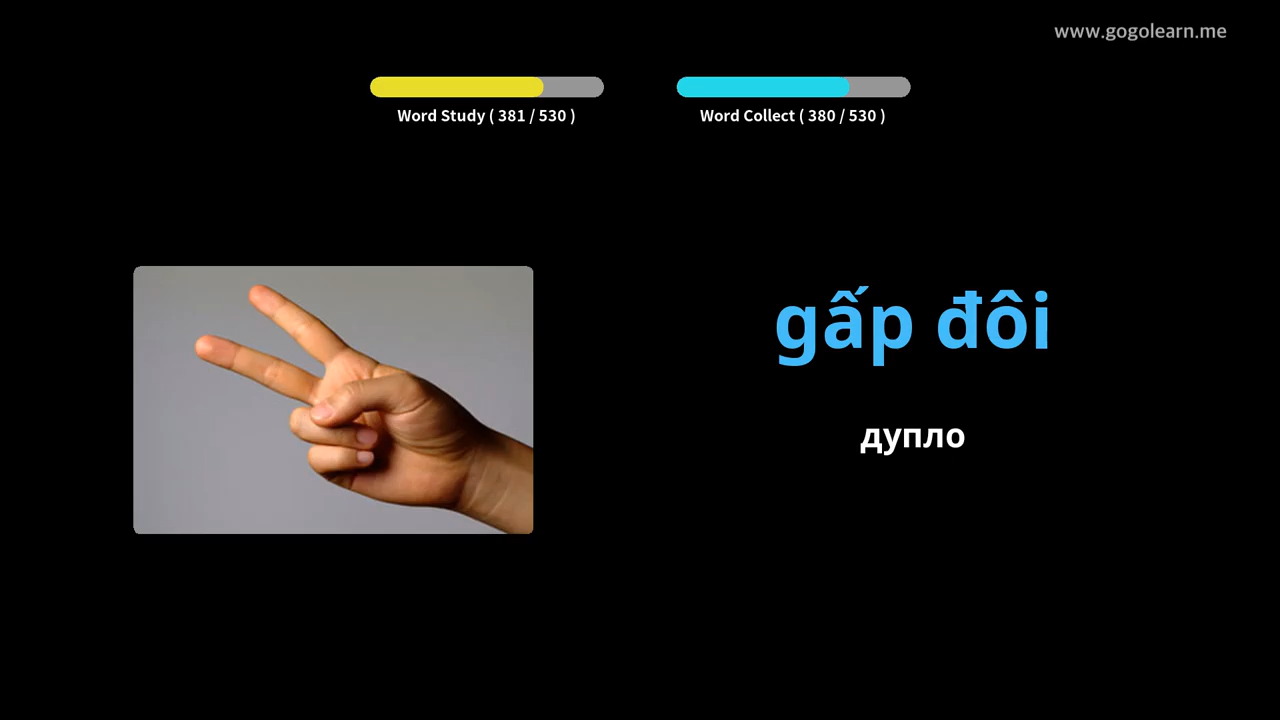 www.gogolearn.me
Word Study ( 381 / 530 )
Word Collect ( 380 / 530 )
gấp đôi
дупло